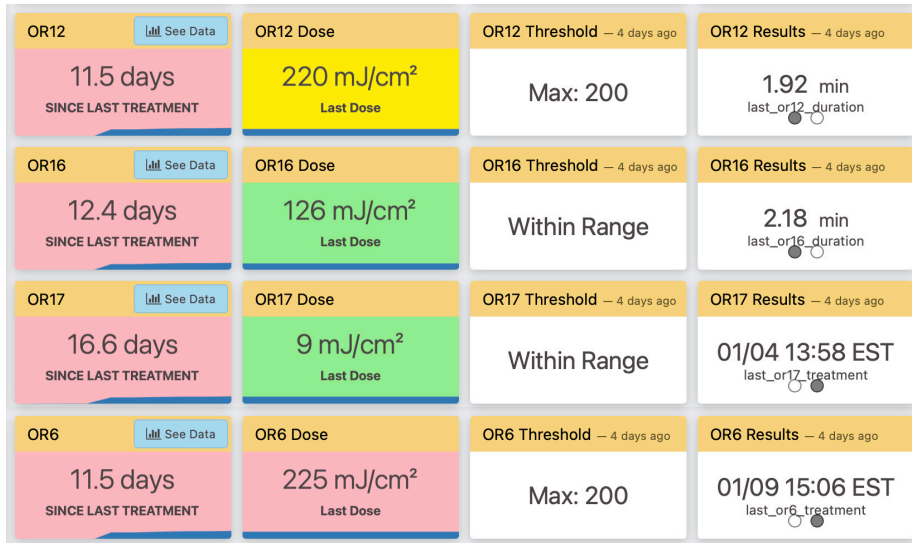 OR12 See Data
11.5 days
SINCE LAST TREATMENT
OR12 Dose
220 mJ/cm²
Last Dose
OR12 Threshold — 4 days ago
Max: 200
OR12 Results — 4 days ago
1.92 min
last_or12_duration
OR16 See Data
12.4 days
SINCE LAST TREATMENT
OR16 Dose
126 mJ/cm²
Last Dose
OR16 Threshold — 4 days ago
Within Range
OR16 Results — 4 days ago
2.18 min
last_or16_duration
OR17 See Data
16.6 days
SINCE LAST TREATMENT
OR17 Dose
9 mJ/cm²
Last Dose
OR17 Threshold — 4 days ago
Within Range
OR17 Results — 4 days ago
01/04 13:58 EST
last_or17_treatment
OR6 See Data
11.5 days
SINCE LAST TREATMENT
OR6 Dose
225 mJ/cm²
Last Dose
OR6 Threshold — 4 days ago
Max: 200
OR6 Results — 4 days ago
01/09 15:06 EST
last_or6_treatment